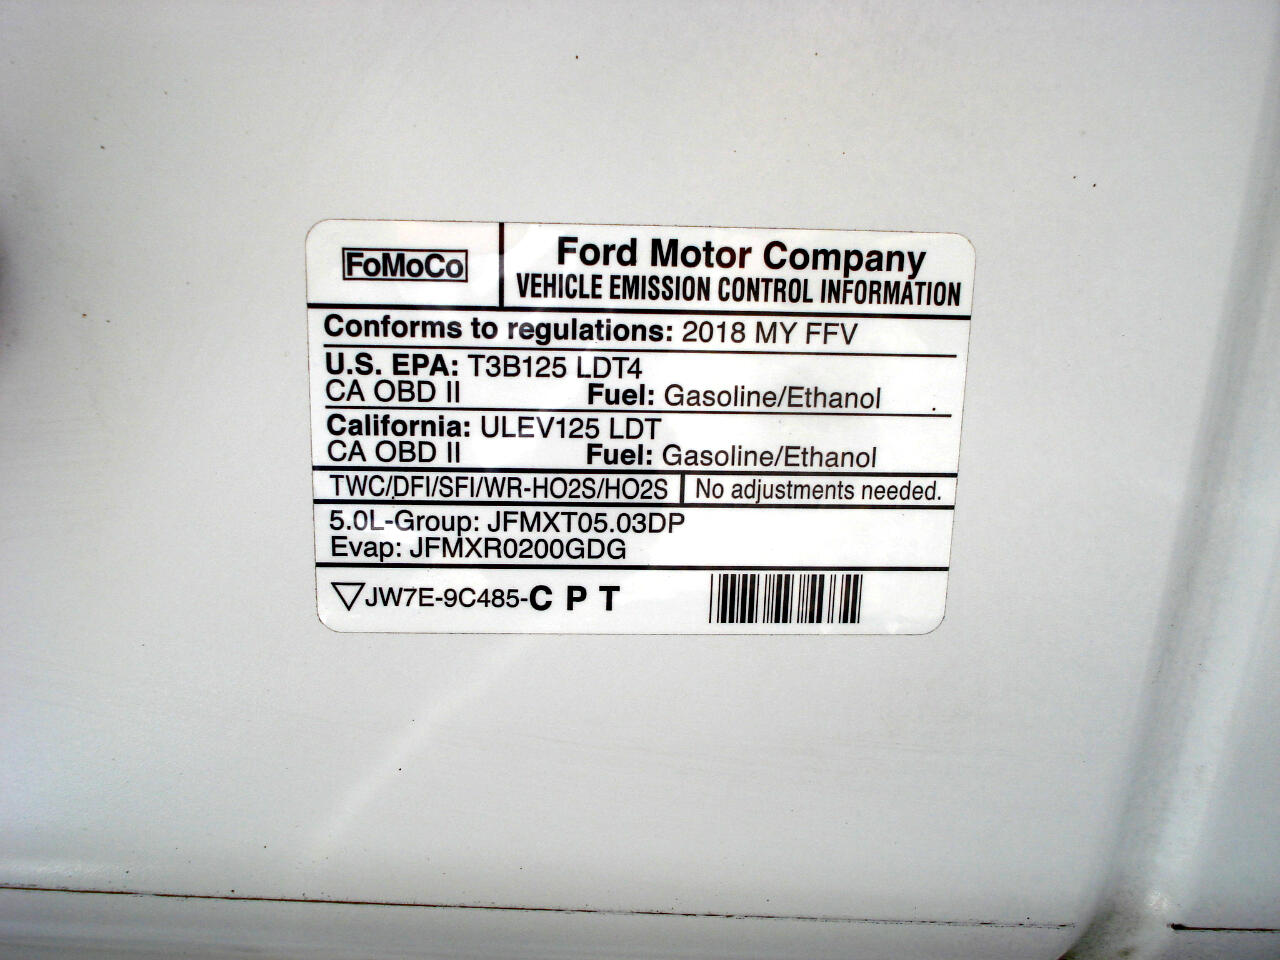 FoMoCo
Ford Motor Company
VEHICLE EMISSION CONTROL INFORMATION
Conforms to regulations: 2018 MY FFV
U.S. EPA: T3B125 LDT4
CA OBD II Fuel: Gasoline/Ethanol
California: ULEV125 LDT
CA OBD II Fuel: Gasoline/Ethanol
TWC/DFI/SFI/WR-HO2S/HO2S No adjustments needed.
5.0L-Group: JFMXT05.03DP
Evap: JFMXR0200GDG
JW7E-9C485-C P T